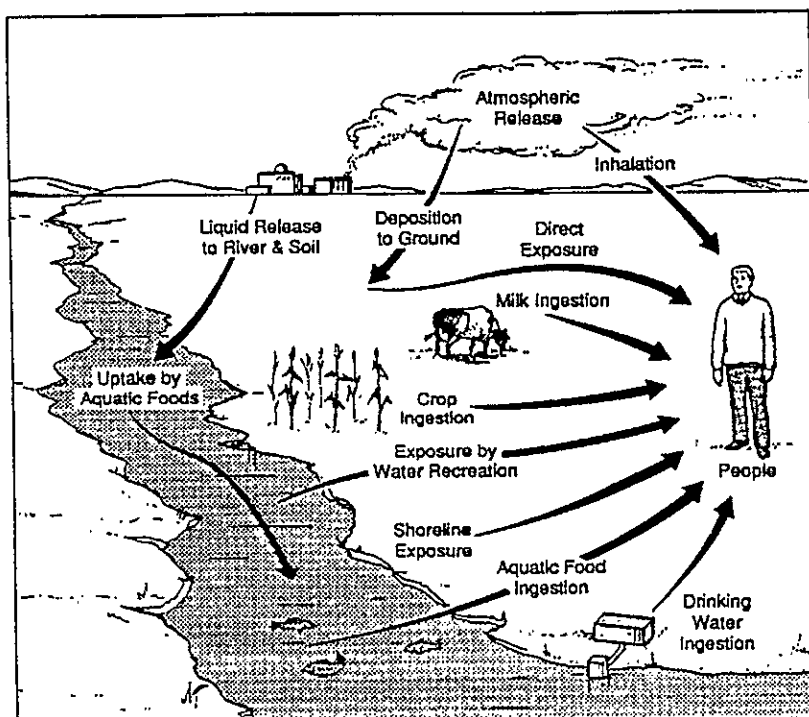 Atmospheric
Release
Inhalation
Liquid Release
to River & Soil
Deposition
to Ground
Direct
Exposure
Milk Ingestion
Uptake by
Aquatic Foods
Crop
Ingestion
Exposure by
Water Recreation
People
Shoreline
Exposure
Aquatic Food
Ingestion
Drinking
Water
Ingestion